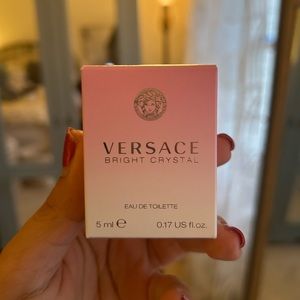 VERSACE
BRIGHT CRYSTAL
EAU DE TOILETTE
5 ml ℮ 0.17 US fl.oz.